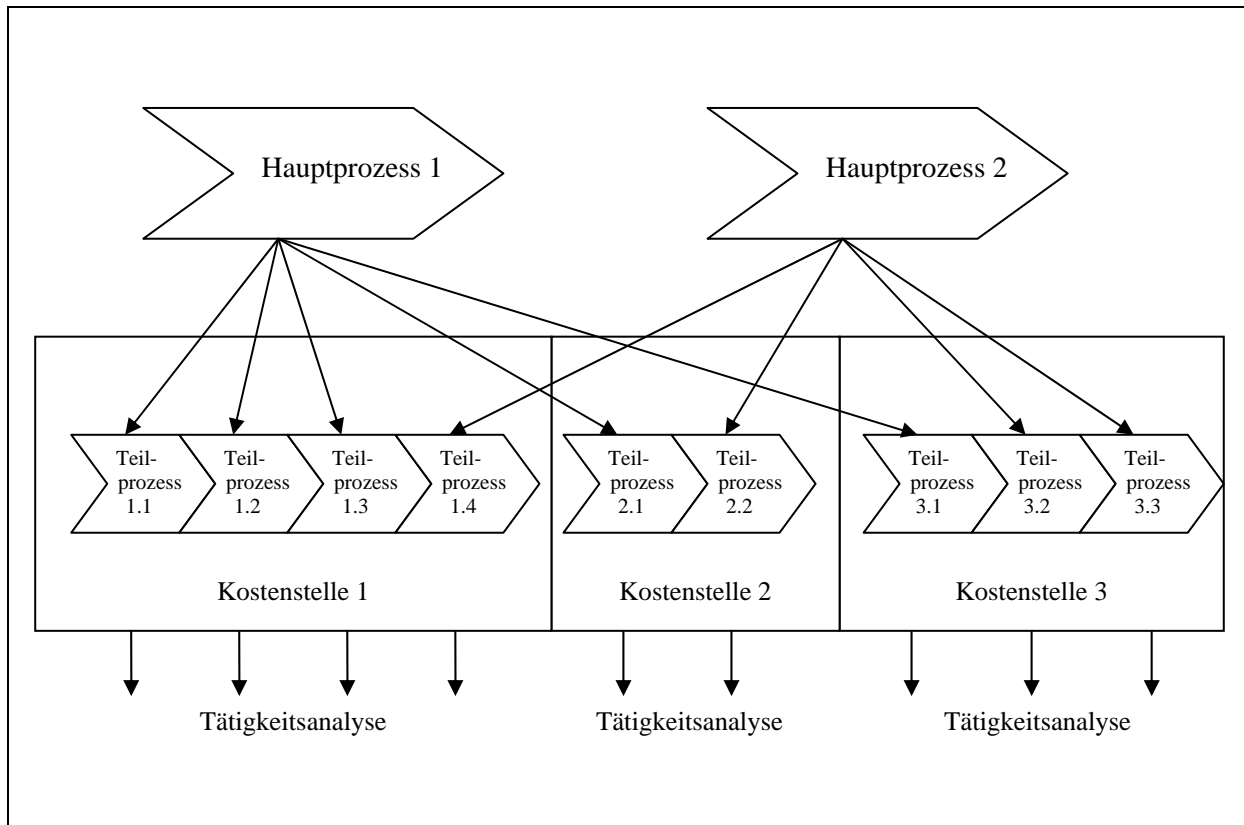 Hauptprozess 1
Hauptprozess 2
Teil-
prozess
1.1
Teil-
prozess
1.2
Teil-
prozess
1.3
Teil-
prozess
1.4
Teil-
prozess
2.1
Teil-
prozess
2.2
Teil-
prozess
3.1
Teil-
prozess
3.2
Teil-
prozess
3.3
Kostenstelle 1
Kostenstelle 2
Kostenstelle 3
Tätigkeitsanalyse
Tätigkeitsanalyse
Tätigkeitsanalyse